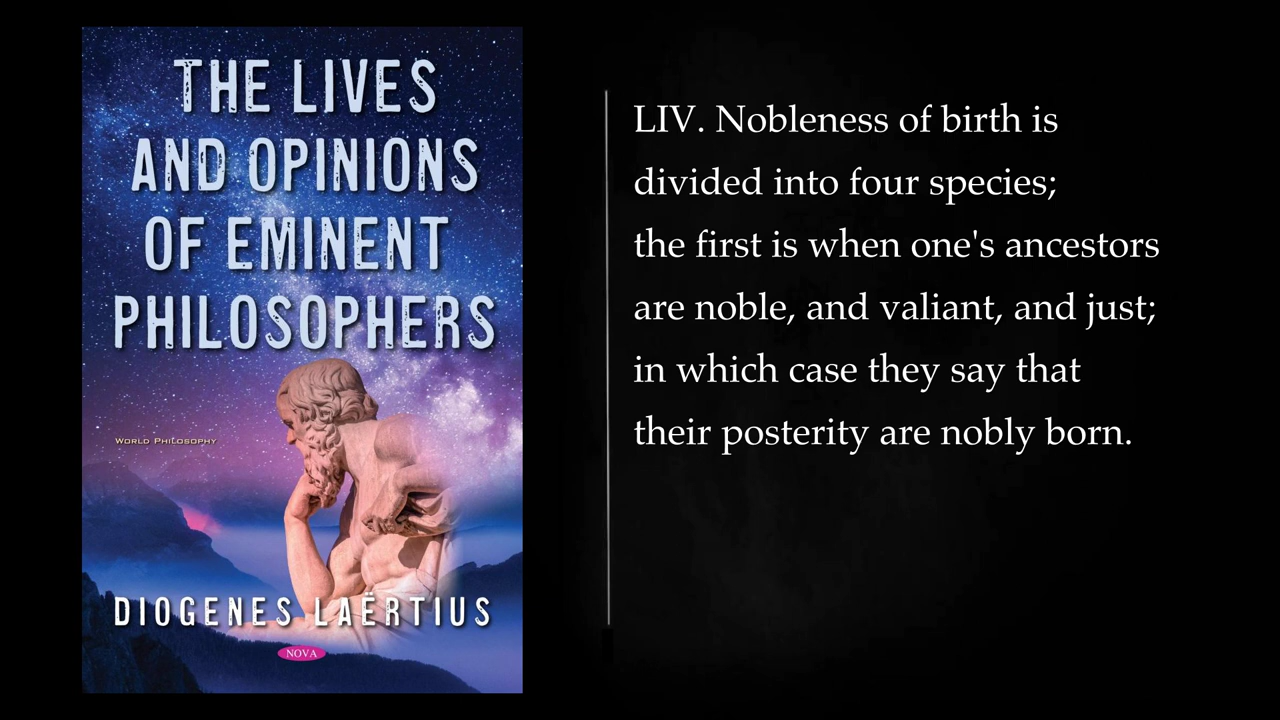 THE LIVES
AND OPINIONS
OF EMINENT
PHILOSOPHERS
WORLD PHILOSOPHY
DIOGENES LAËRTIUS
NOVA
LIV. Nobleness of birth is
divided into four species;
the first is when one's ancestors
are noble, and valiant, and just;
in which case they say that
their posterity are nobly born.